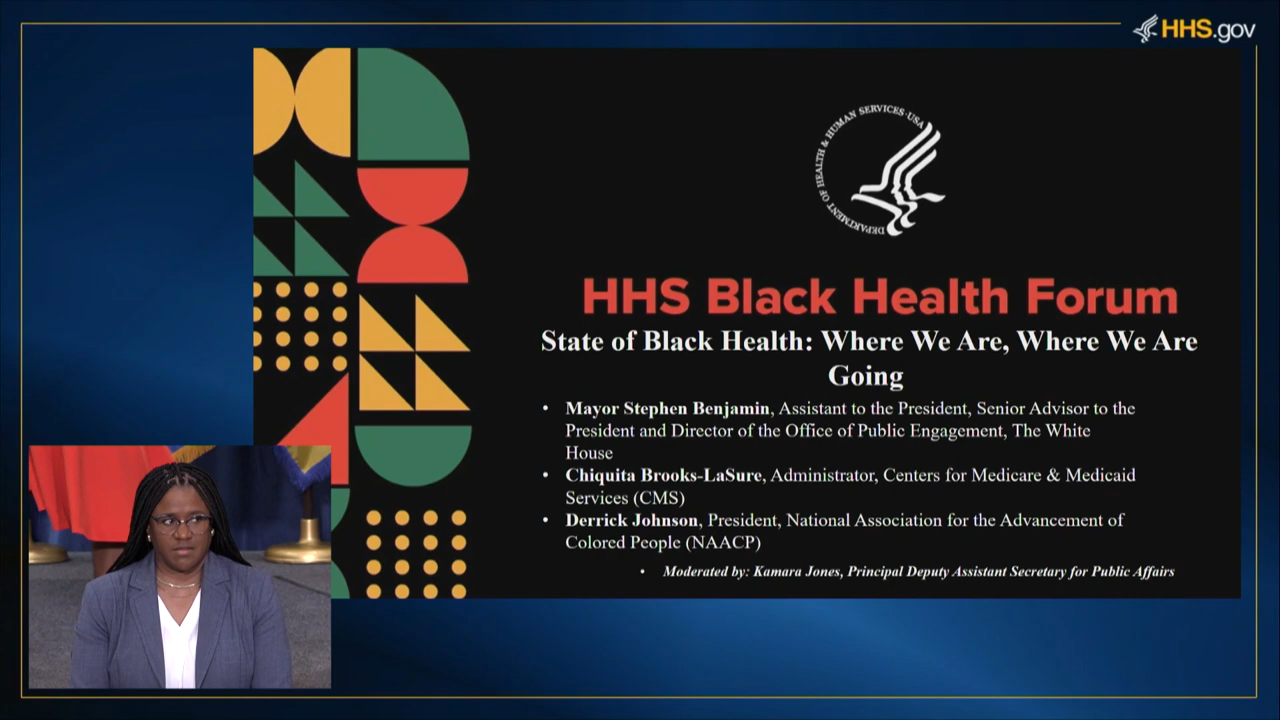 HHS.gov
DEPARTMENT OF HEALTH & HUMAN SERVICES·USA
HHS Black Health Forum
State of Black Health: Where We Are, Where We Are
Going
• Mayor Stephen Benjamin, Assistant to the President, Senior Advisor to the
President and Director of the Office of Public Engagement, The White
House
• Chiquita Brooks-LaSure, Administrator, Centers for Medicare & Medicaid
Services (CMS)
• Derrick Johnson, President, National Association for the Advancement of
Colored People (NAACP)
• Moderated by: Kamara Jones, Principal Deputy Assistant Secretary for Public Affairs